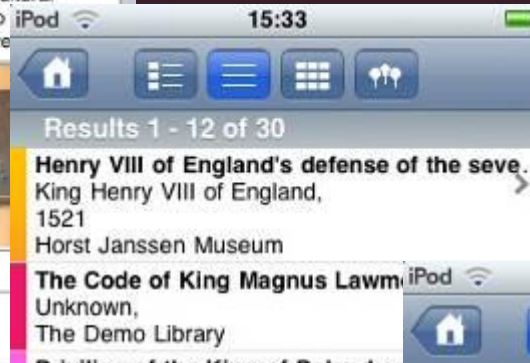 iPod 15:33
Results 1 - 12 of 30
Henry VIII of England's defense of the seve.
King Henry VIII of England,
1521
Horst Janssen Museum
The Code of King Magnus Lawm
Unknown,
The Demo Library
iPod